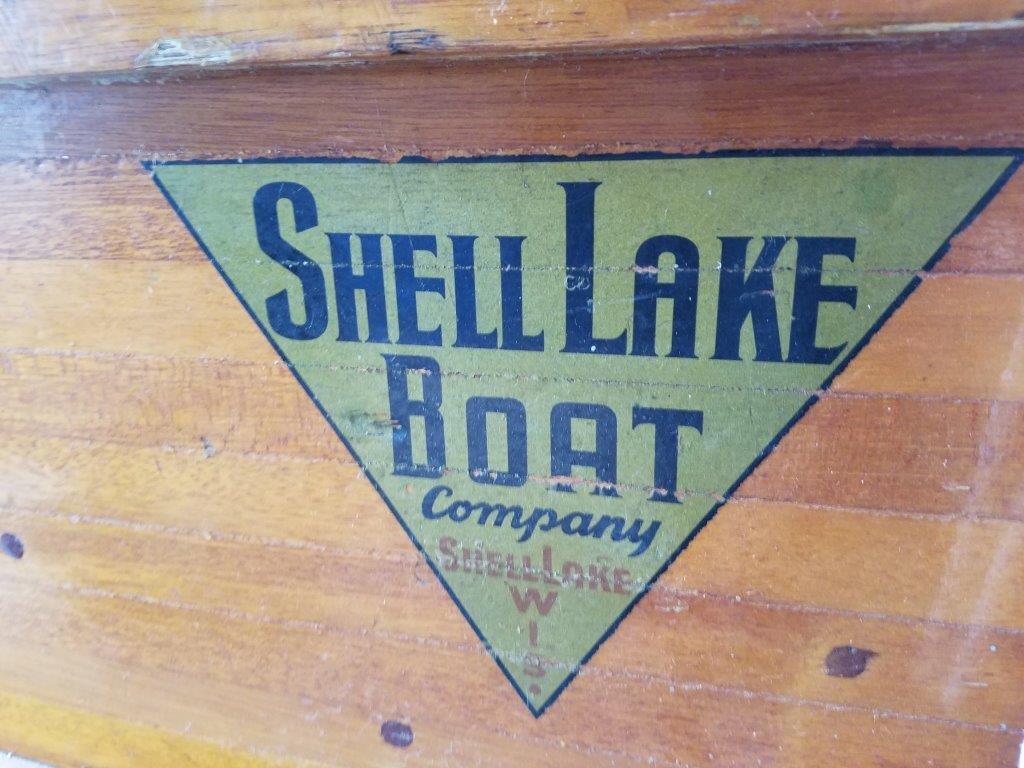 Shell Lake
Boat
Company
Shell Lake
W
I
S.